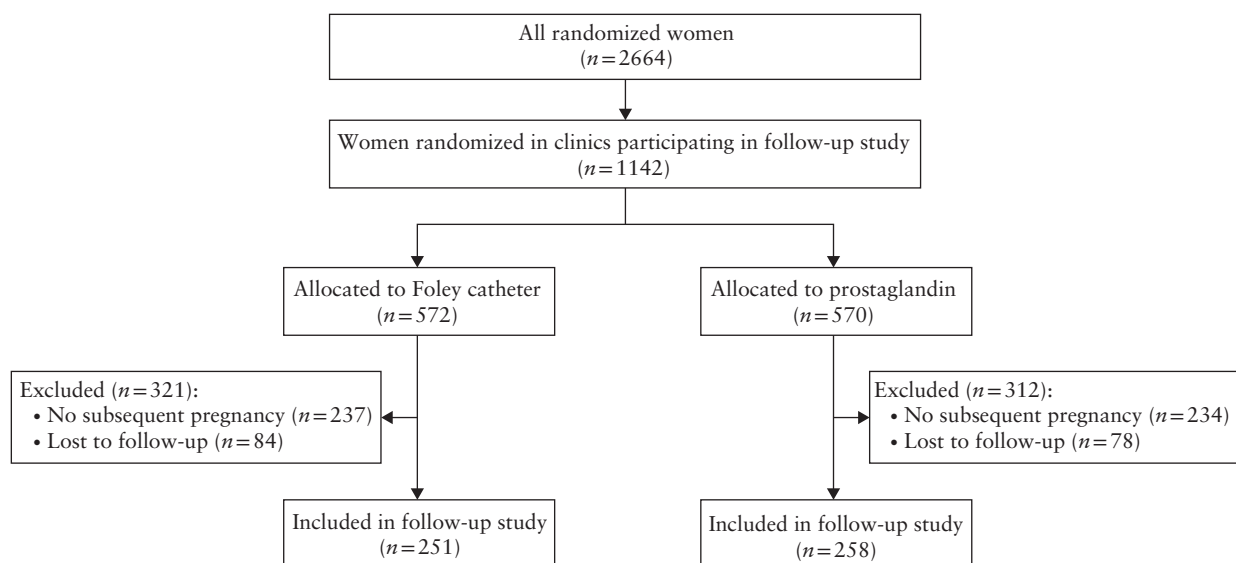 All randomized women
(n=2664)
Women randomized in clinics participating in follow-up study
(n=1142)
Allocated to Foley catheter
(n=572)
Allocated to prostaglandin
(n=570)
Excluded (n=321):
• No subsequent pregnancy (n=237)
• Lost to follow-up (n=84)
Excluded (n=312):
• No subsequent pregnancy (n=234)
• Lost to follow-up (n=78)
Included in follow-up study
(n=251)
Included in follow-up study
(n=258)